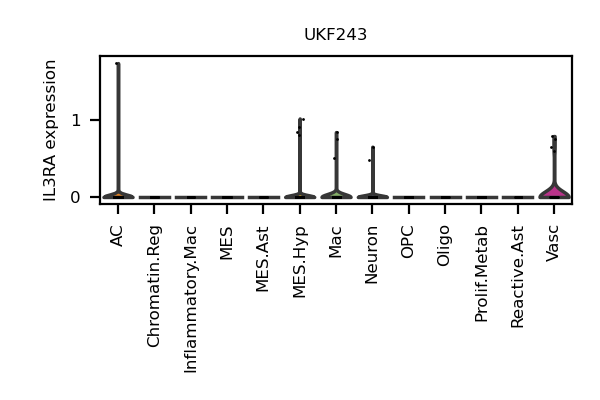 UKF243
IL3RA expression
1
0
AC
Chromatin.Reg
Inflammatory.Mac
MES
MES.Ast
MES.Hyp
Mac
Neuron
OPC
Oligo
Prolif.Metab
Reactive.Ast
Vasc